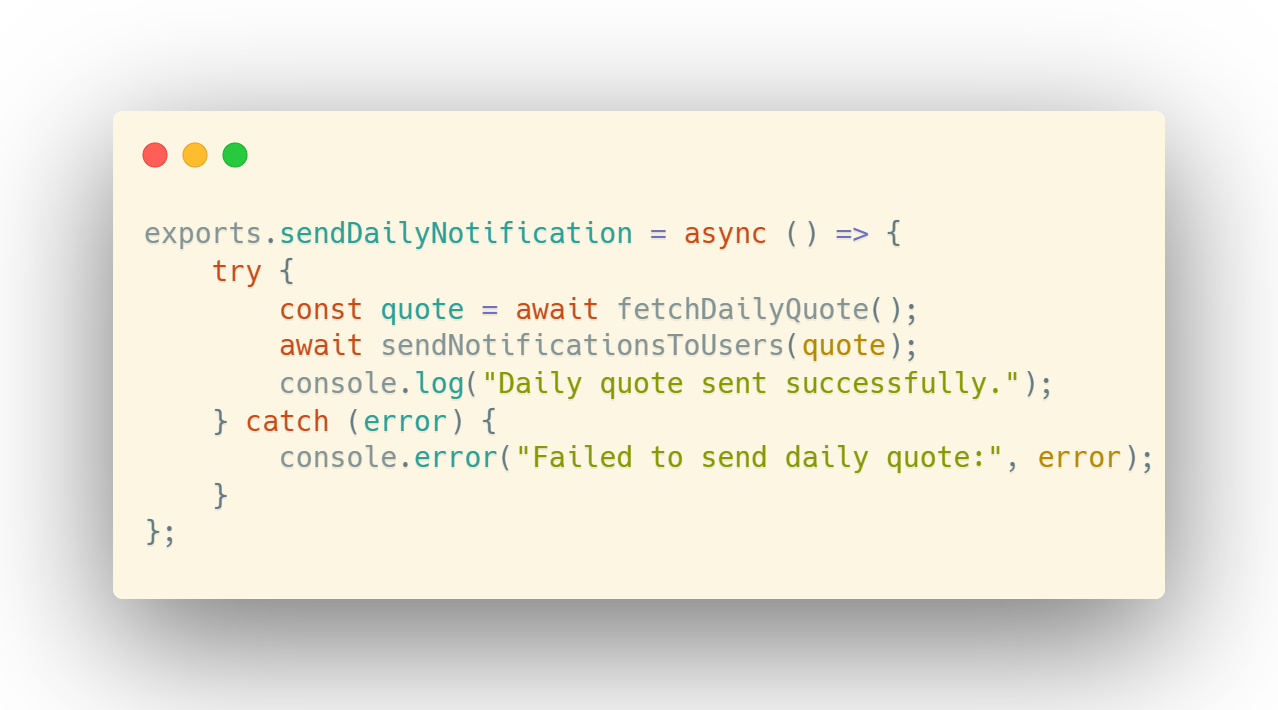 exports.sendDailyNotification = async () => {
    try {
        const quote = await fetchDailyQuote();
        await sendNotificationsToUsers(quote);
        console.log("Daily quote sent successfully.");
    } catch (error) {
        console.error("Failed to send daily quote:", error);
    }
};